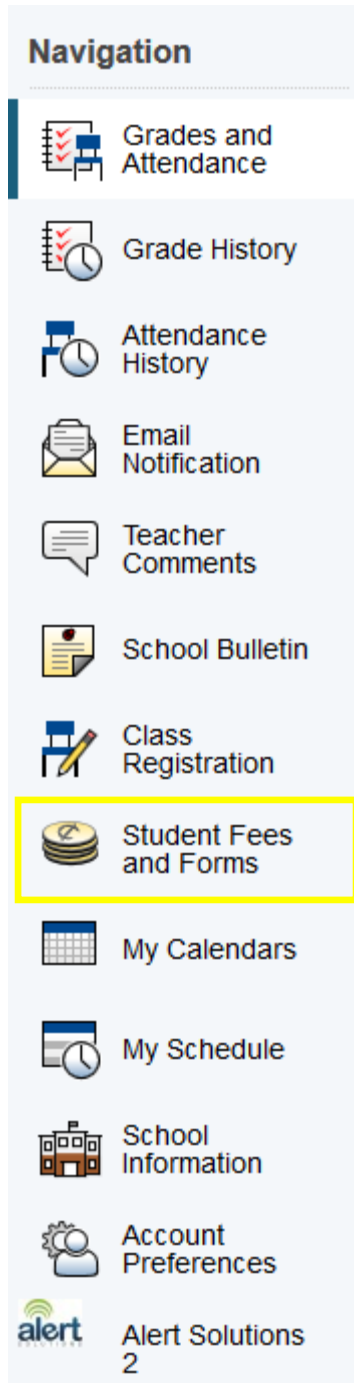 Navigation
Grades and
Attendance
Grade History
Attendance
History
Email
Notification
Teacher
Comments
School Bulletin
Class
Registration
Student Fees
and Forms
My Calendars
My Schedule
School
Information
Account
Preferences
alert
SOLUTIONS
Alert Solutions
2